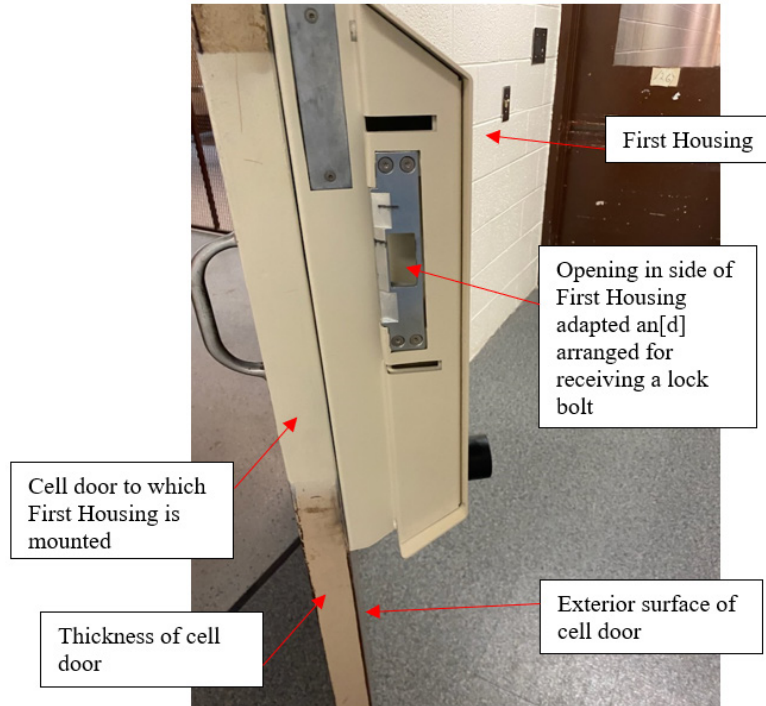 First Housing
Opening in side of
First Housing
adapted an[d]
arranged for
receiving a lock
bolt
Cell door to which
First Housing is
mounted
Exterior surface of
cell door
Thickness of cell
door